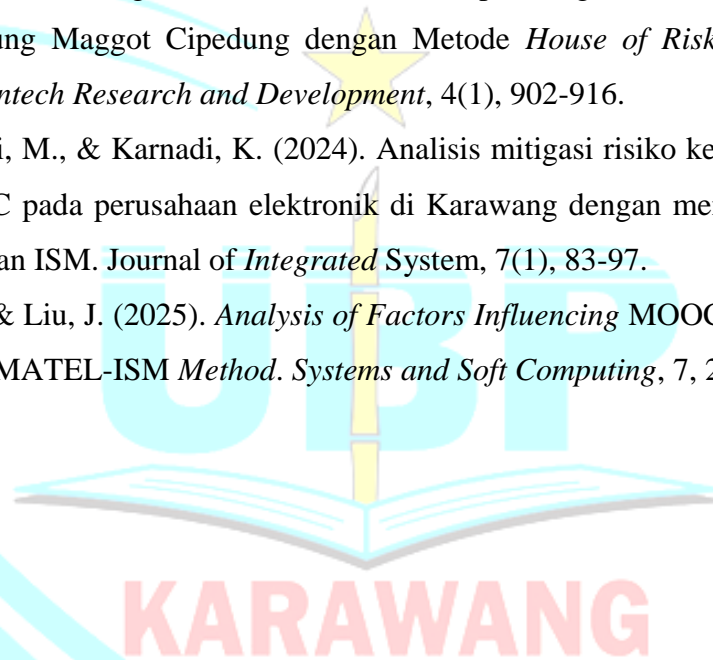 ung Maggot Cipedung dengan Metode House of Risk
ntech Research and Development, 4(1), 902-916.
i, M., & Karnadi, K. (2024). Analisis mitigasi risiko ke
C pada perusahaan elektronik di Karawang dengan me
an ISM. Journal of Integrated System, 7(1), 83-97.
& Liu, J. (2025). Analysis of Factors Influencing MOOC
MATEL-ISM Method. Systems and Soft Computing, 7, 2
UBP
KARAWANG